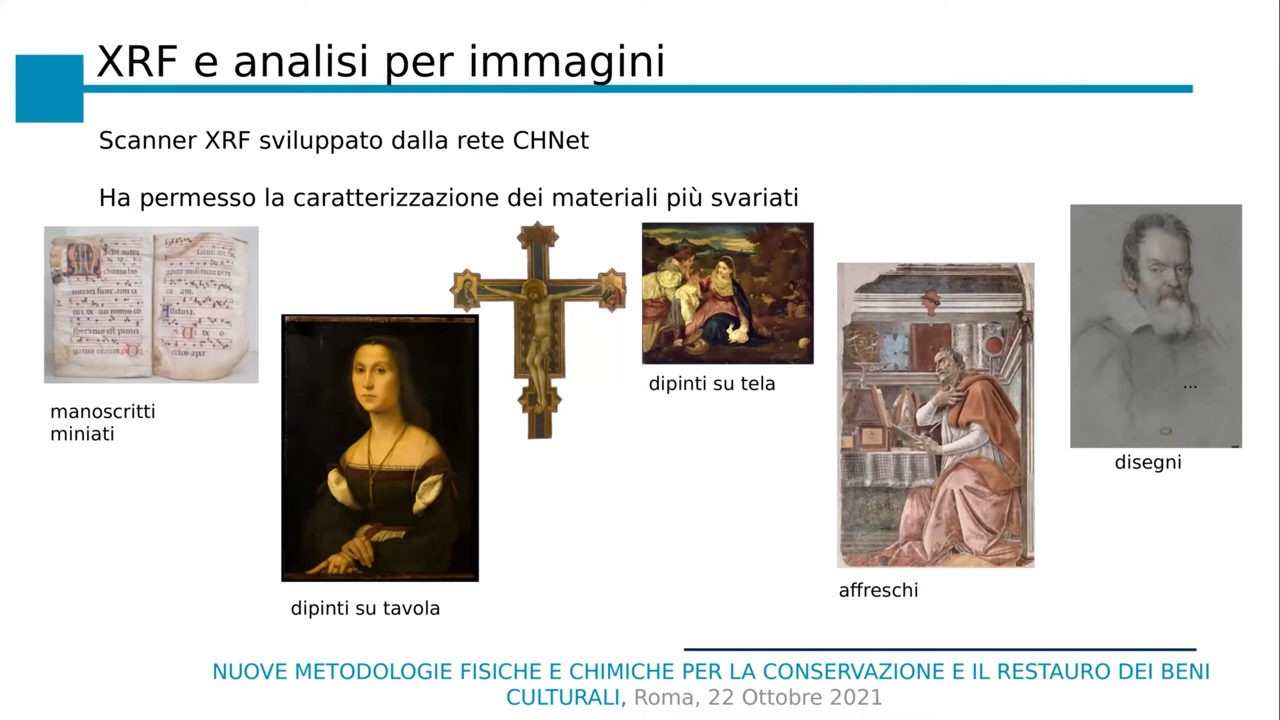 XRF e analisi per immagini
Scanner XRF sviluppato dalla rete CHNet
Ha permesso la caratterizzazione dei materiali più svariati
manoscritti
miniati
dipinti su tavola
dipinti su tela
affreschi
...
disegni
NUOVE METODOLOGIE FISICHE E CHIMICHE PER LA CONSERVAZIONE E IL RESTAURO DEI BENI
CULTURALI, Roma, 22 Ottobre 2021